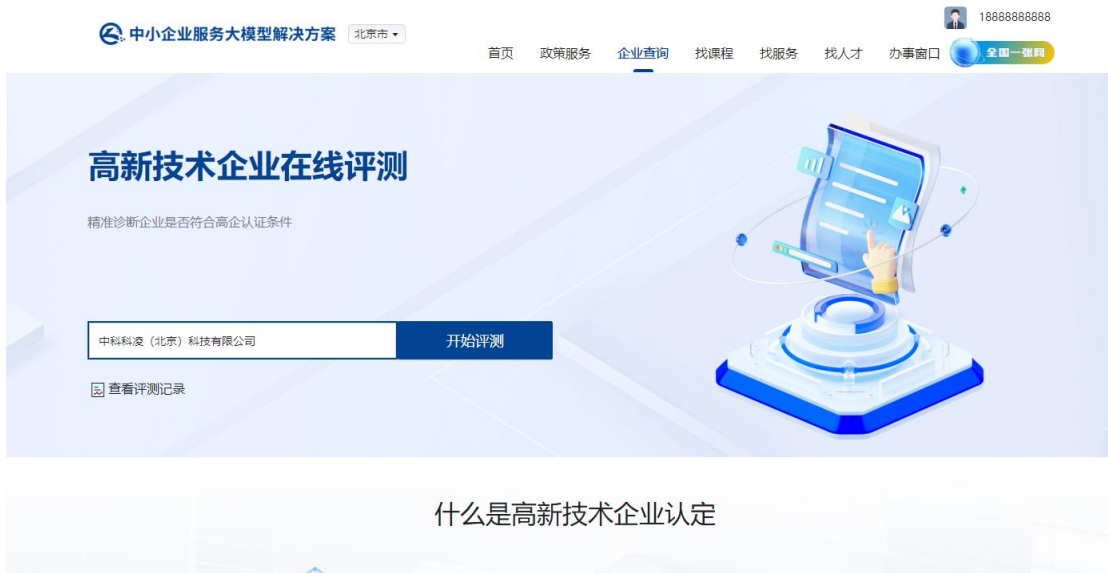 18888888888
中小企业服务大模型解决方案 北京市
首页 政策服务 企业查询 找课程 找服务 找人才 办事窗口 全国一张网
高新技术企业在线评测
精准诊断企业是否符合高企认证条件
中科科凌（北京）科技有限公司 开始评测
查看评测记录
什么是高新技术企业认定